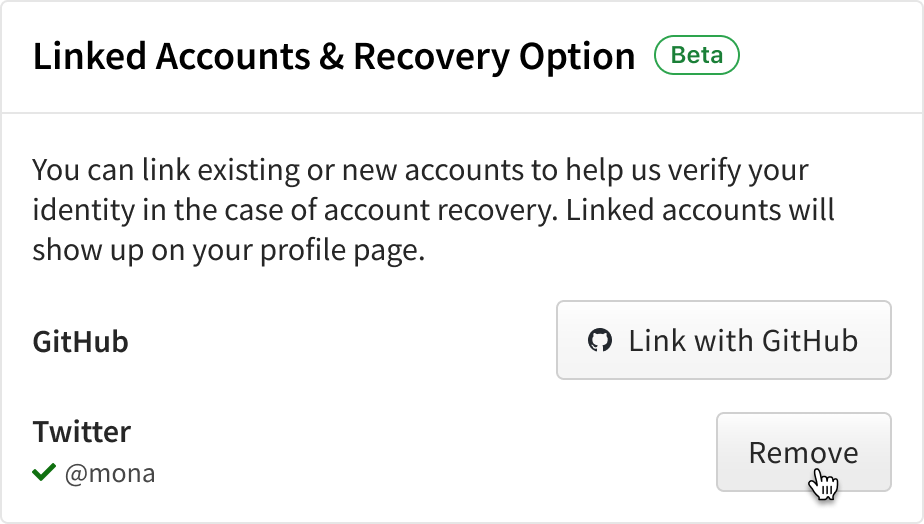 Linked Accounts & Recovery Option Beta
You can link existing or new accounts to help us verify your
identity in the case of account recovery. Linked accounts will
show up on your profile page.
GitHub Link with GitHub
Twitter
@mona
Remove